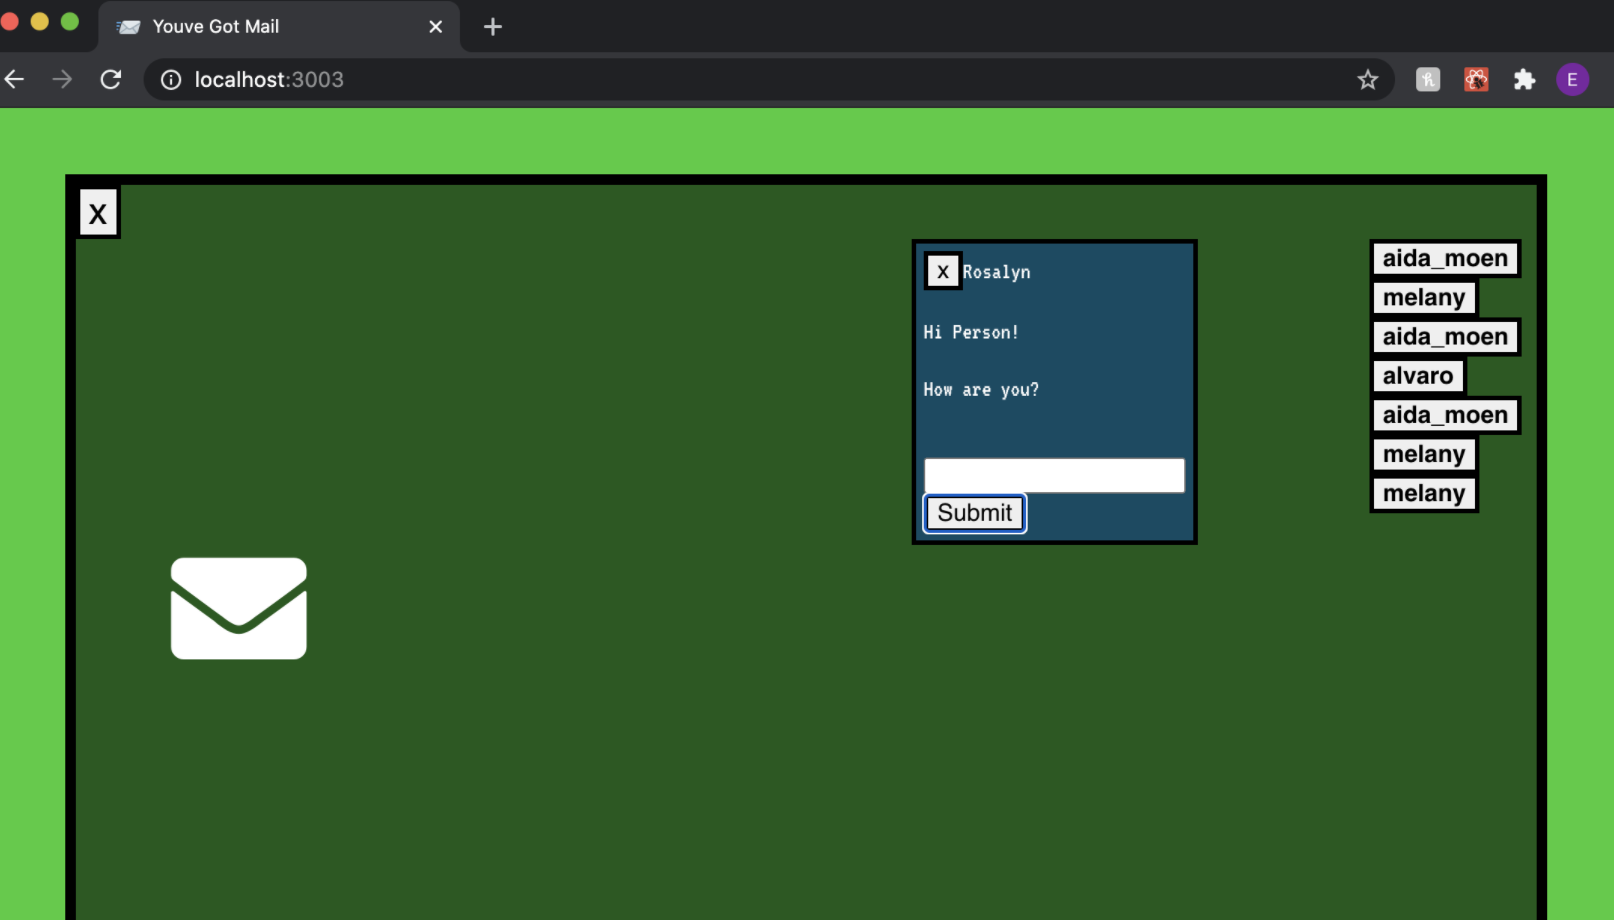 Youve Got Mail
localhost:3003
E
X
X Rosalyn
Hi Person!
How are you?
Submit
aida_moen
melany
aida_moen
alvaro
aida_moen
melany
melany